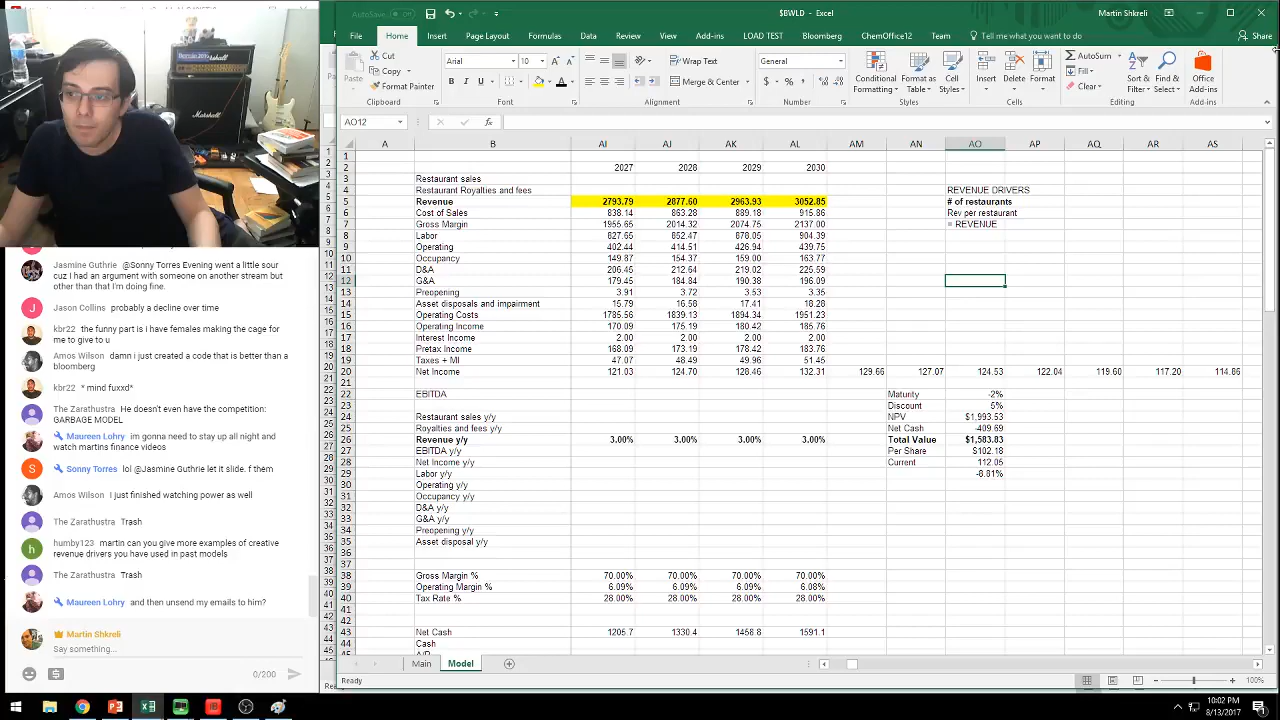 AutoSave
$BWLD - Excel
Martin Shkreli
File Home Insert Page Layout Formulas Data Review View LOAD TEST Bullfighter ChemOffice12 Team Tell me what you want to do Share
Cut
Copy
Format Painter
Paste
Clipboard
Arial 10
B I U
Font
Wrap Text
Merge & Center
Alignment
General
$ % ,
Number
Conditional Formatting
Format as Table
Cell Styles
Styles
Insert Delete Format
Cells
Fill
Clear
Sort & Filter
Find & Select
Editing
Office Add-ins
Add-ins
AO12
fx
A B AI AJ AK AL AM AN AO AP AQ AR AS
2027 2028 2029 2030
Restaurant sales
Restaurant Royalties and fees REVENUE DRIVERS
Revenue 2793.79 2877.60 2963.93 3052.85 # of restaurants
Cost of Sales 838.14 863.28 889.18 915.86 Rev per restaurant
Gross Margin 1955.65 2014.32 2074.75 2137.00 = REVENUE
Labor 827.65 852.47 878.05 904.39
Operating 402.44 414.51 426.94 439.75
Occupancy 149.87 154.37 159.00 163.77
D&A 206.45 212.64 219.02 225.59
G&A 179.45 184.84 190.38 196.09
Preopening 3.91 3.72 3.53 3.35
Asset disposals and impairment 15.79 16.58 17.41 18.28
Operating Costs 1785.56 1839.13 1894.34 1951.23
Operating Income 170.09 175.19 180.42 185.76
Interest Income 2.00 2.00 2.00 2.00
Pretax Income 168.09 173.19 178.42 183.76
Taxes + MI 47.07 48.49 49.96 51.45
Net Income 121.03 124.70 128.46 132.31 129.66 127.07 124.53 122.04 119.60 117.20 114.86
EBITDA Maturity -2%
Discount 6%
Restaurant sales y/y NPV $1,993.53
Royalties and fees y/y Net Cash -409.69
Revenue y/y 3.00% 3.00% 3.00% 3.00% Total Value $1,583.83
EBITDA y/y Per Share $102.18
Net Income y/y Current 112.05
Labor y/y -8.81%
Operating y/y
Occupancy y/y
D&A y/y
G&A y/y
Preopening y/y
Asset disposal y/y
Gross Margin % 70.00% 70.00% 70.00% 70.00%
Operating Margin % 6.09% 6.09% 6.09% 6.08%
Tax Rate % 28.00% 28.00% 28.00% 28.00%
Net Cash 1205.7 1330.4 1458.8 1591.1
Cash
Main Model
100%
10:02 PM
8/13/2017
Marshall
Marshall
Jasmine Guthrie @Sonny Torres Evening went a little sour
cuz I had an argument with someone on another stream but
other than that I'm doing fine.
Jason Collins probably a decline over time
kbr22 the funny part is i have females making the cage for
me to give to u
Amos Wilson damn i just created a code that is better than a
bloomberg
kbr22 * mind fuxxd*
The Zarathustra He doesn't even have the competition:
GARBAGE MODEL
Maureen Lohry im gonna need to stay up all night and
watch martins finance videos
Sonny Torres lol @Jasmine Guthrie let it slide. f them
Amos Wilson I just finished watching power as well
The Zarathustra Trash
humby123 martin can you give more examples of creative
revenue drivers you have used in past models
The Zarathustra Trash
Maureen Lohry and then unsend my emails to him?
Martin Shkreli
Say something...
0/200